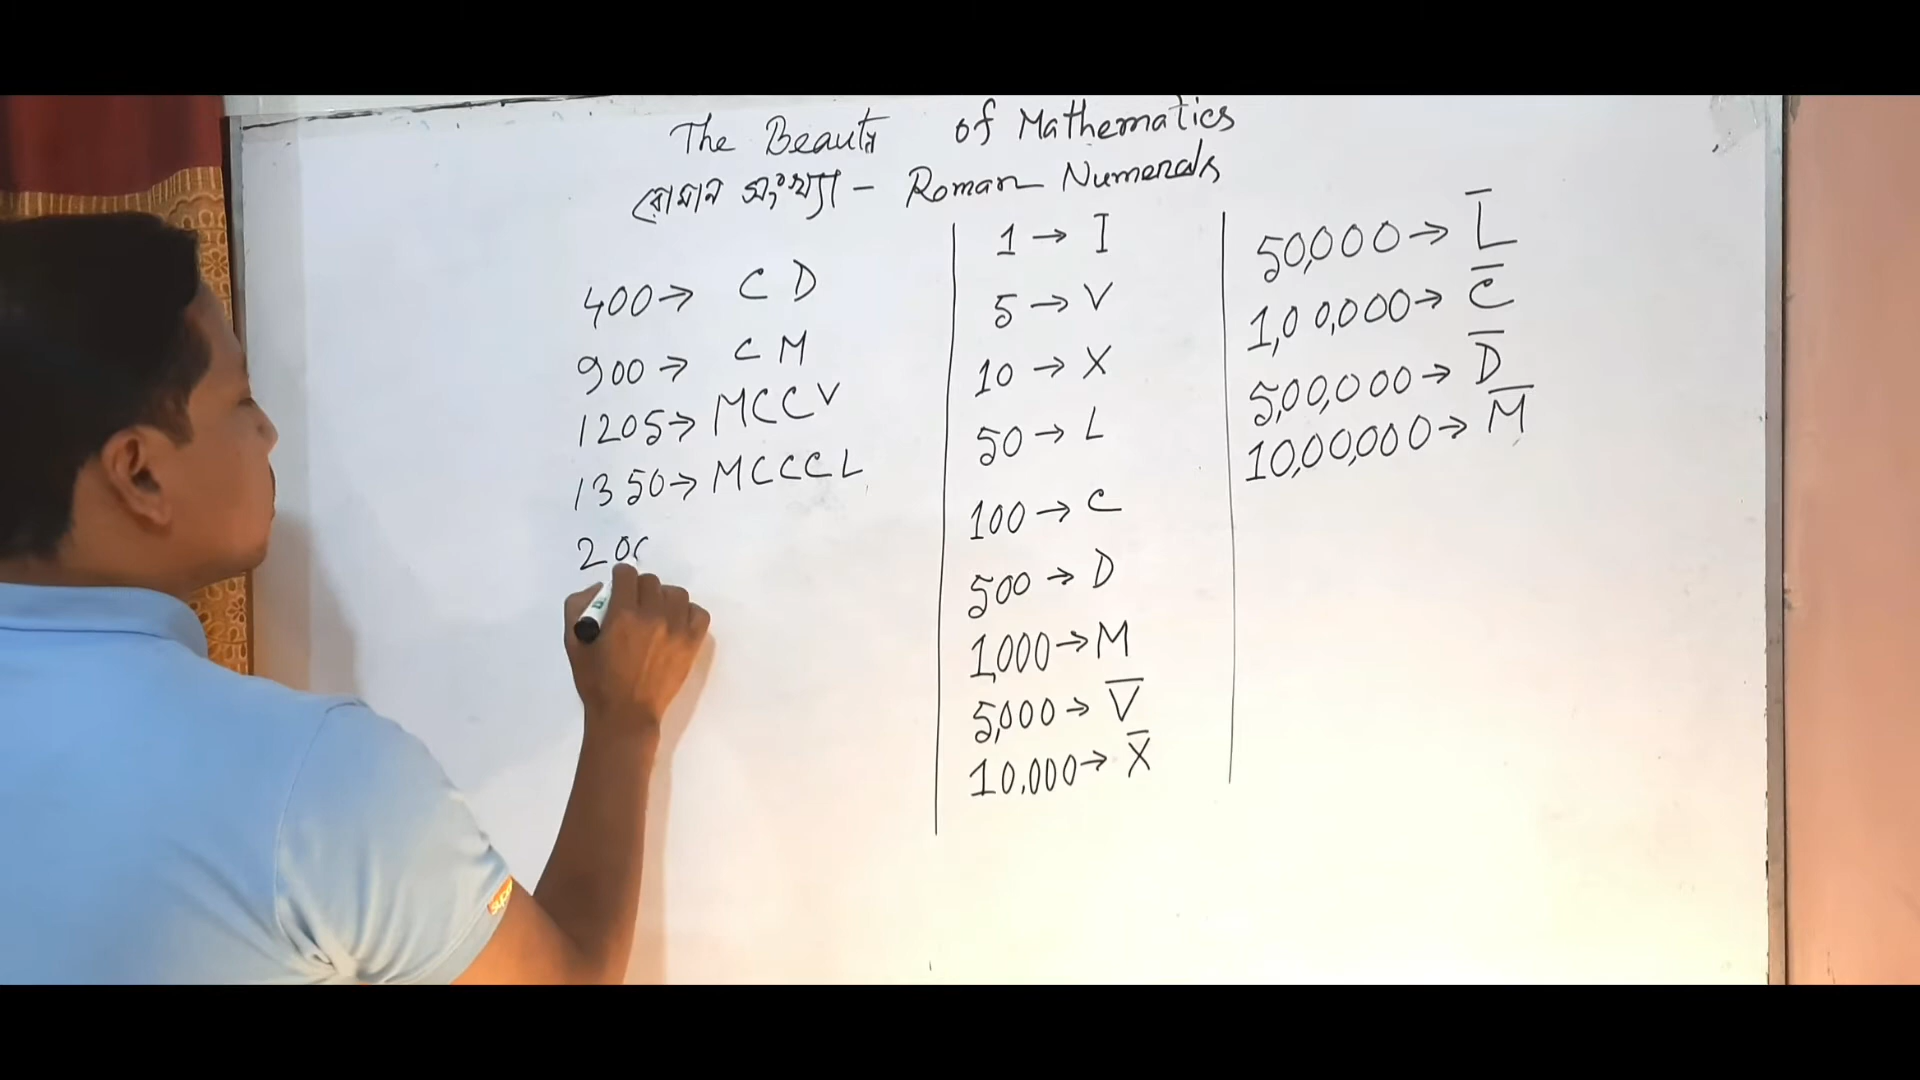 The Beauty of Mathematics
রোমান সংখ্যা - Roman Numerals
400→ CD
900→ CM
1205→ MCCV
1350→ MCCCL
200
1 → I
5 → V
10 → X
50 → L
100 → C
500 → D
1,000→ M
5,000→ V̅
10,000→ X̅
50,000→ L̅
1,00,000→ C̅
5,00,000→ D̅
10,00,000→ M̅